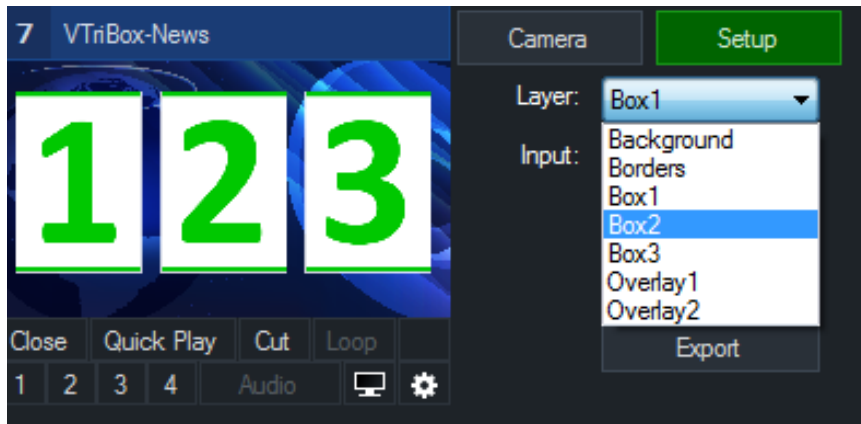 7 VTriBox-News
1 2 3
Close Quick Play Cut Loop
1 2 3 4 Audio
Camera Setup
Layer: Box1
Input:
Background
Borders
Box1
Box2
Box3
Overlay1
Overlay2
Export